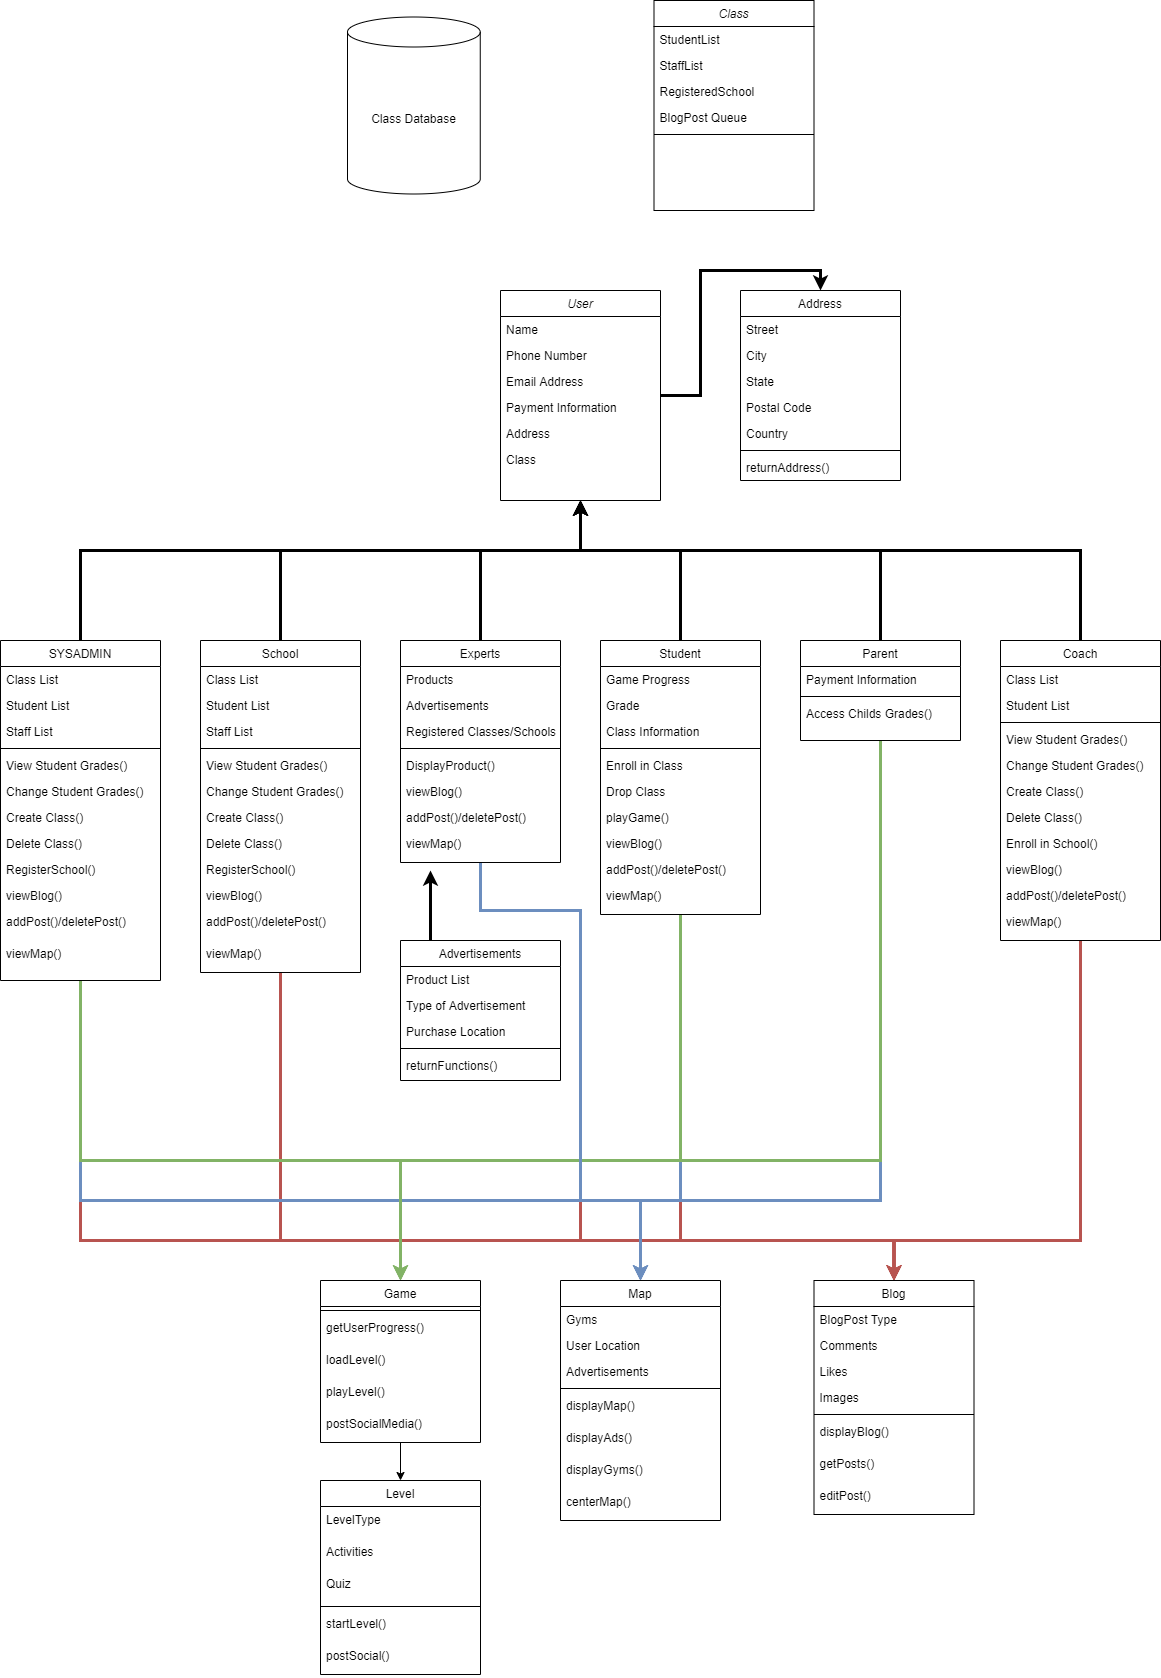 Class Database
Class
StudentList
StaffList
RegisteredSchool
BlogPost Queue
User
Name
Phone Number
Email Address
Payment Information
Address
Class
Address
Street
City
State
Postal Code
Country
returnAddress()
SYSADMIN
Class List
Student List
Staff List
View Student Grades()
Change Student Grades()
Create Class()
Delete Class()
RegisterSchool()
viewBlog()
addPost()/deletePost()
viewMap()
School
Class List
Student List
Staff List
View Student Grades()
Change Student Grades()
Create Class()
Delete Class()
RegisterSchool()
viewBlog()
addPost()/deletePost()
viewMap()
Experts
Products
Advertisements
Registered Classes/Schools
DisplayProduct()
viewBlog()
addPost()/deletePost()
viewMap()
Student
Game Progress
Grade
Class Information
Enroll in Class
Drop Class
playGame()
viewBlog()
addPost()/deletePost()
viewMap()
Parent
Payment Information
Access Childs Grades()
Coach
Class List
Student List
View Student Grades()
Change Student Grades()
Create Class()
Delete Class()
Enroll in School()
viewBlog()
addPost()/deletePost()
viewMap()
Advertisements
Product List
Type of Advertisement
Purchase Location
returnFunctions()
Game
getUserProgress()
loadLevel()
playLevel()
postSocialMedia()
Map
Gyms
User Location
Advertisements
displayMap()
displayAds()
displayGyms()
centerMap()
Blog
BlogPost Type
Comments
Likes
Images
displayBlog()
getPosts()
editPost()
Level
LevelType
Activities
Quiz
startLevel()
postSocial()